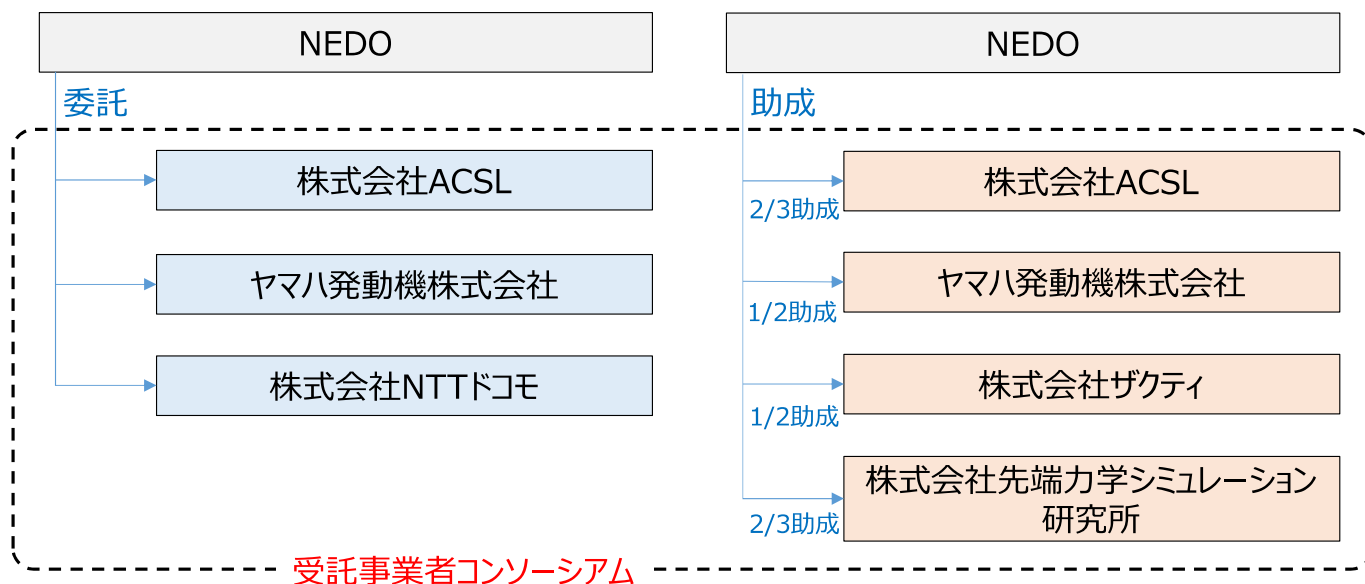 NEDO
委託
株式会社ACSL
ヤマハ発動機株式会社
株式会社NTTドコモ
NEDO
助成
株式会社ACSL
2/3助成
ヤマハ発動機株式会社
1/2助成
株式会社ザクティ
1/2助成
株式会社先端力学シミュレーション
研究所
2/3助成
受託事業者コンソーシアム